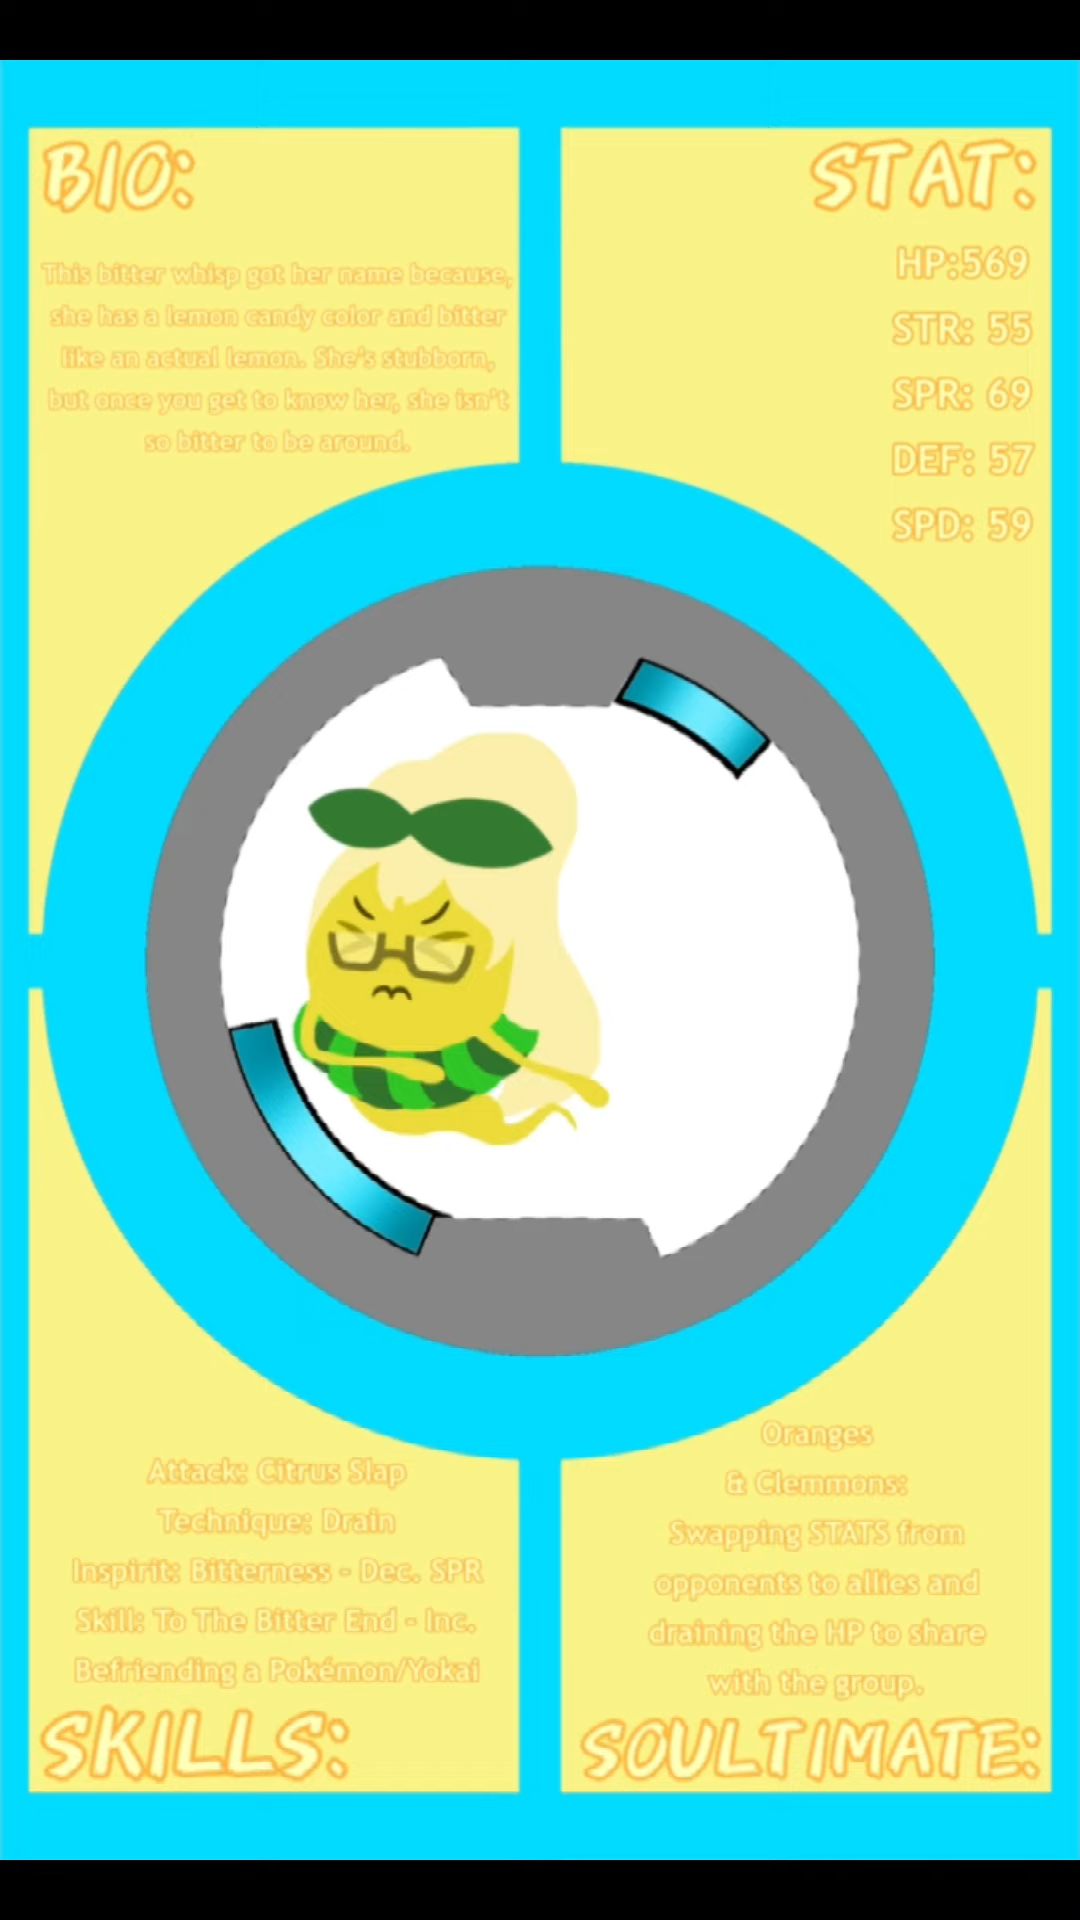 BIO:
This bitter whisp got her name because,
she has a lemon candy color and bitter
like an actual lemon. She's stubborn,
but once you get to know her, she isn't
so bitter to be around.
STAT:
HP:569
STR: 55
SPR: 69
DEF: 57
SPD: 59
Attack: Citrus Slap
Technique: Drain
Inspirit: Bitterness - Dec. SPR
Skill: To The Bitter End - Inc.
Befriending a Pokémon/Yokai
SKILLS:
Oranges
& Clemmons:
Swapping STATS from
opponents to allies and
draining the HP to share
with the group.
SOULTIMATE: